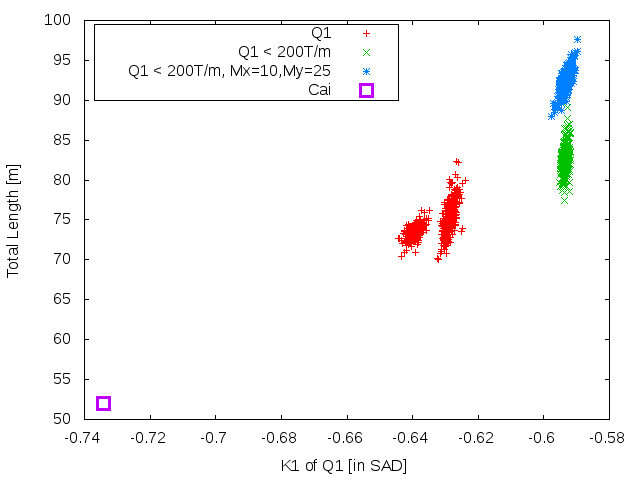 100
95
90
85
80
75
70
65
60
55
50
Total Length [m]
Q1
Q1 < 200T/m
Q1 < 200T/m, Mx=10,My=25
Cai
-0.74 -0.72 -0.7 -0.68 -0.66 -0.64 -0.62 -0.6 -0.58
K1 of Q1 [in SAD]